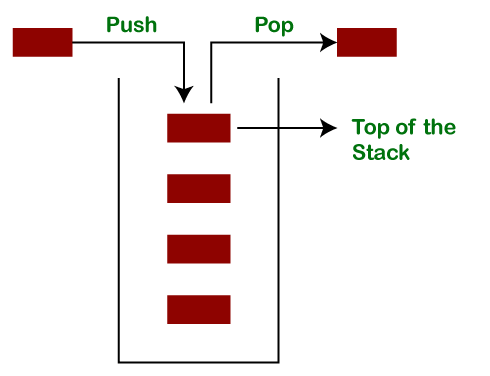 Push
Pop
Top of the
Stack